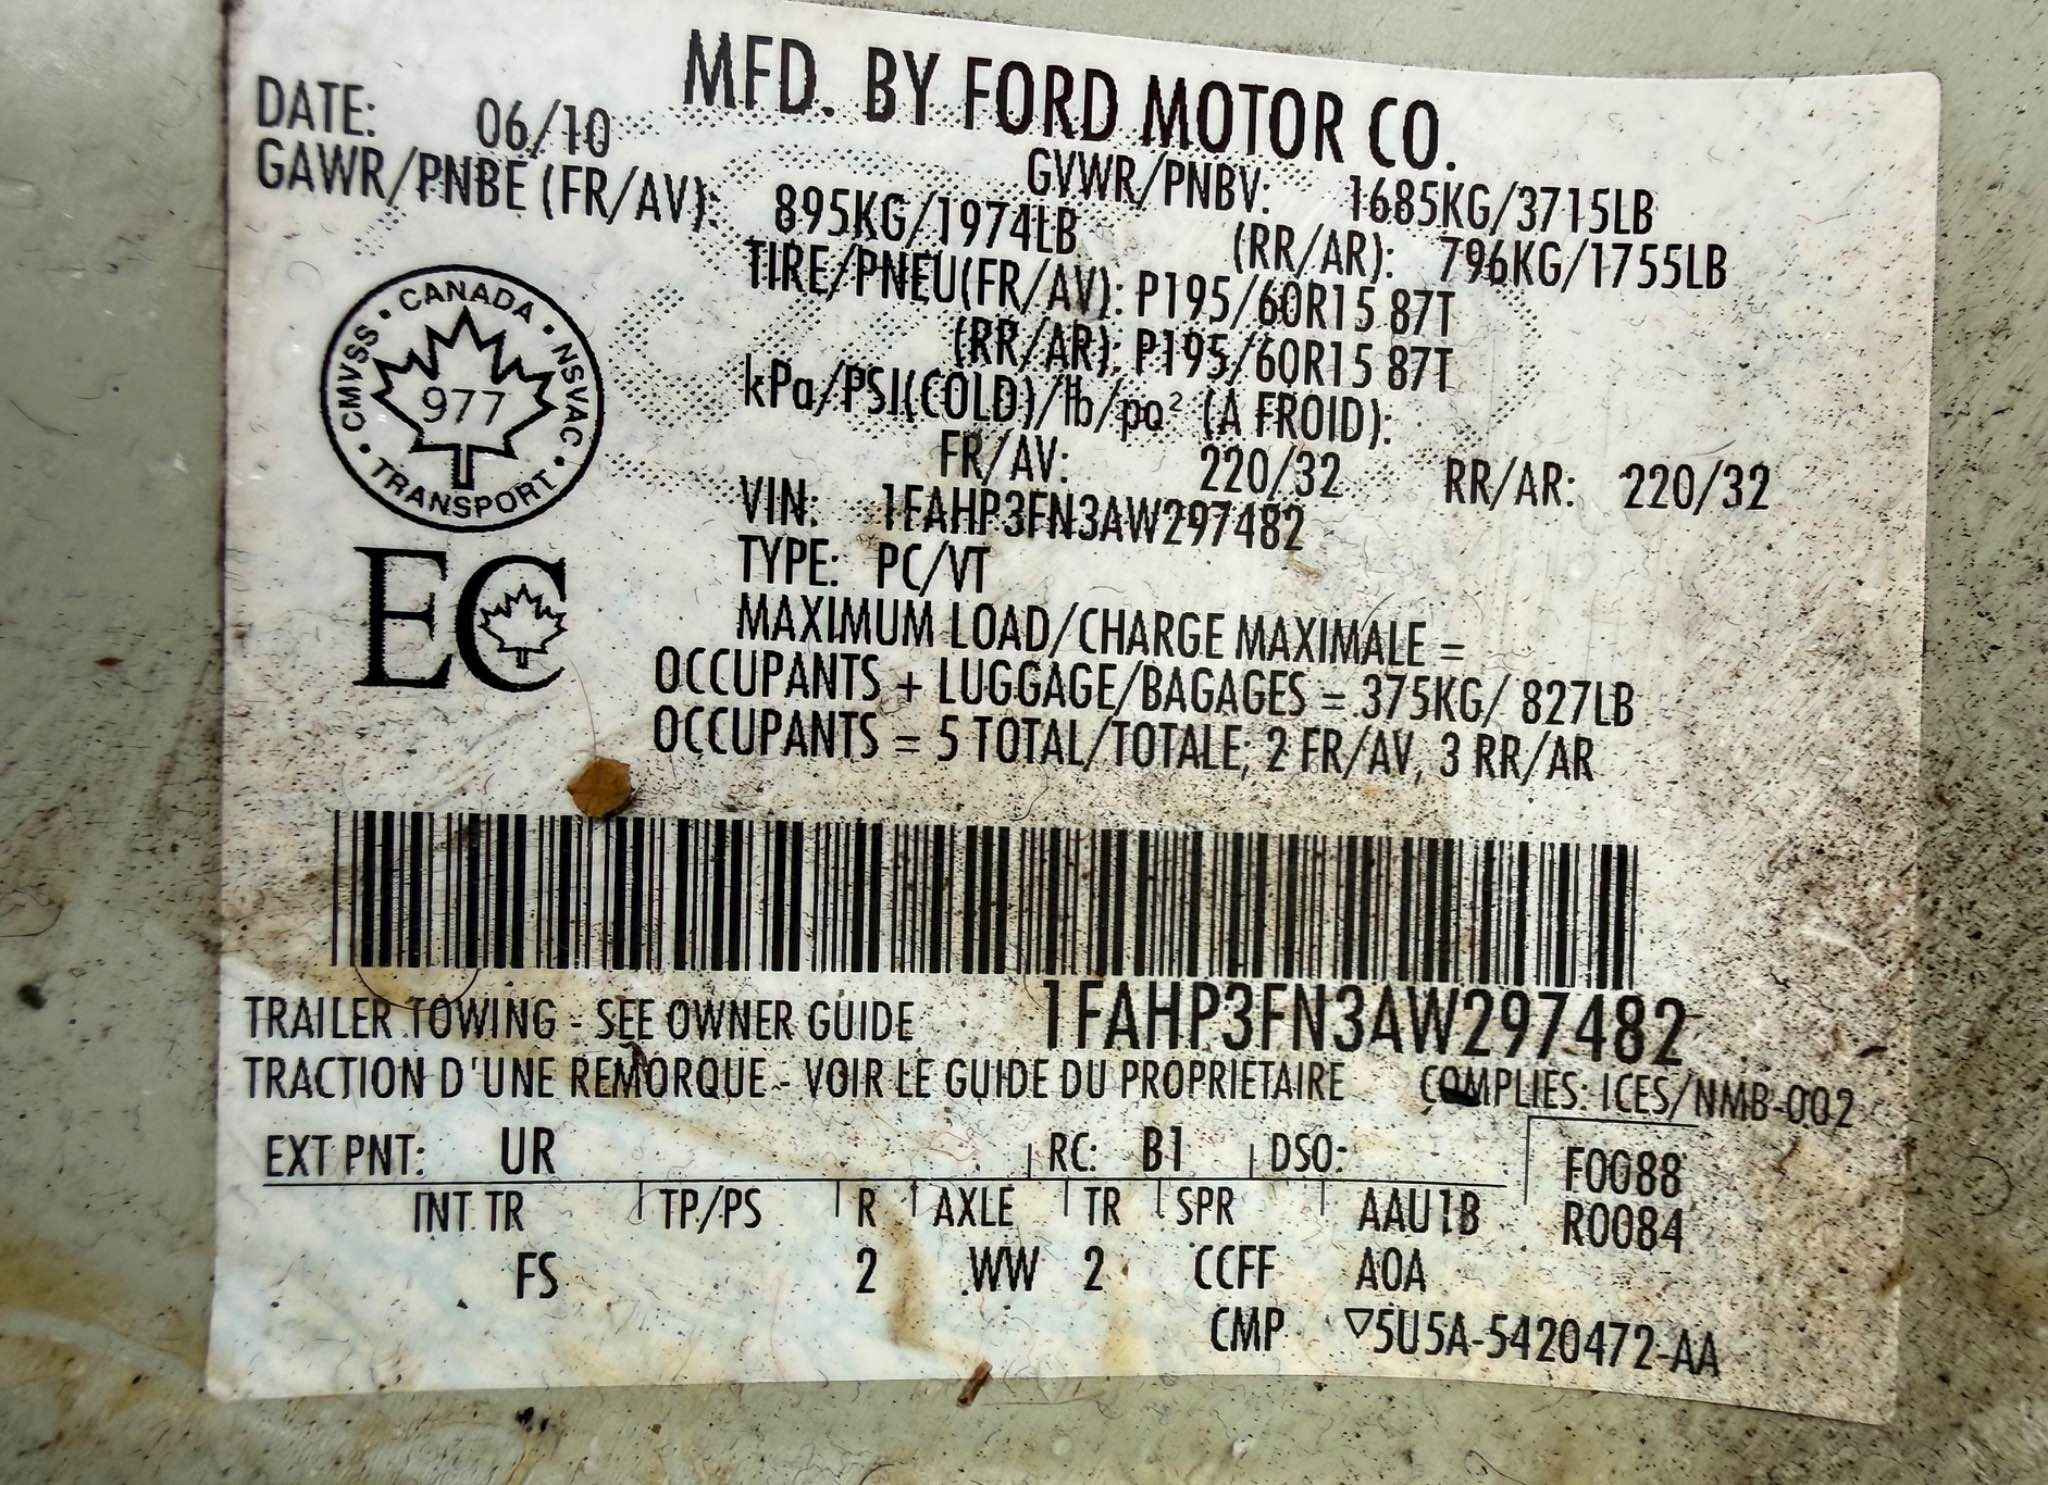 MFD. BY FORD MOTOR CO.
DATE: 06/10
GVWR/PNBV: 1685KG/3715LB
GAWR/PNBE (FR/AV): 895KG/1974LB (RR/AR): 796KG/1755LB
TIRE/PNEU(FR/AV): P195/60R15 87T
(RR/AR): P195/60R15 87T
kPa/PSI(COLD)/lb/po² (A FROID):
FR/AV: 220/32 RR/AR: 220/32
CMVSS • CANADA • NSVAC • TRANSPORT •
977
VIN: 1FAHP3FN3AW297482
TYPE: PC/VT
EC
MAXIMUM LOAD/CHARGE MAXIMALE =
OCCUPANTS + LUGGAGE/BAGAGES = 375KG/ 827LB
OCCUPANTS = 5 TOTAL/TOTALE; 2 FR/AV, 3 RR/AR
TRAILER TOWING - SEE OWNER GUIDE 1FAHP3FN3AW297482
TRACTION D'UNE REMORQUE - VOIR LE GUIDE DU PROPRIETAIRE COMPLIES: ICES/NMB-002
EXT PNT: UR RC: B1 DSO: F0088
INT TR TP/PS R AXLE TR SPR AAU1B R0084
FS 2 WW 2 CCFF AOA
CMP ▽5U5A-5420472-AA